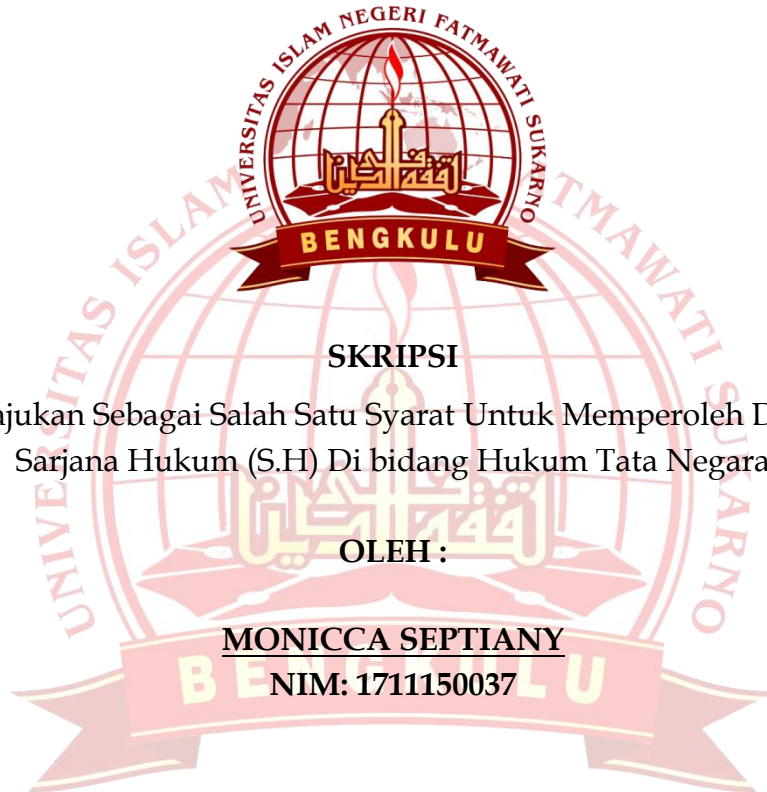 UNIVERSITAS ISLAM NEGERI FATMAWATI SUKARNO
BENGKULU
SKRIPSI
ajukan Sebagai Salah Satu Syarat Untuk Memperoleh D
Sarjana Hukum (S.H) Di bidang Hukum Tata Negara
OLEH :
MONICCA SEPTIANY
NIM: 1711150037